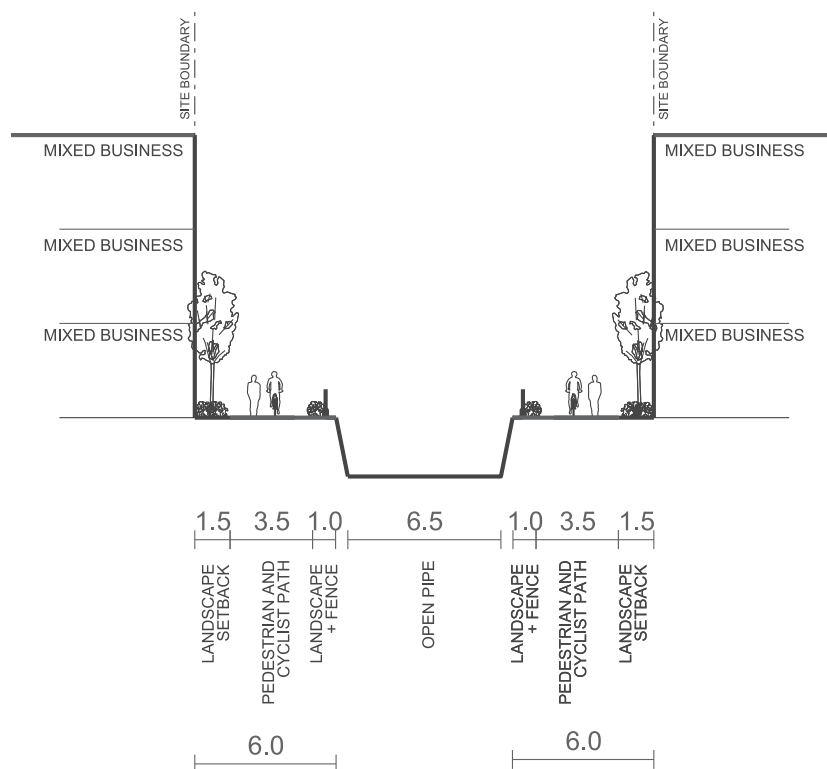 SITE BOUNDARY
SITE BOUNDARY
MIXED BUSINESS
MIXED BUSINESS
MIXED BUSINESS
MIXED BUSINESS
MIXED BUSINESS
MIXED BUSINESS
1.5
3.5
1.0
6.5
1.0
3.5
1.5
LANDSCAPE
SETBACK
PEDESTRIAN AND
CYCLIST PATH
LANDSCAPE
+ FENCE
OPEN PIPE
LANDSCAPE
+ FENCE
PEDESTRIAN AND
CYCLIST PATH
LANDSCAPE
SETBACK
6.0
6.0